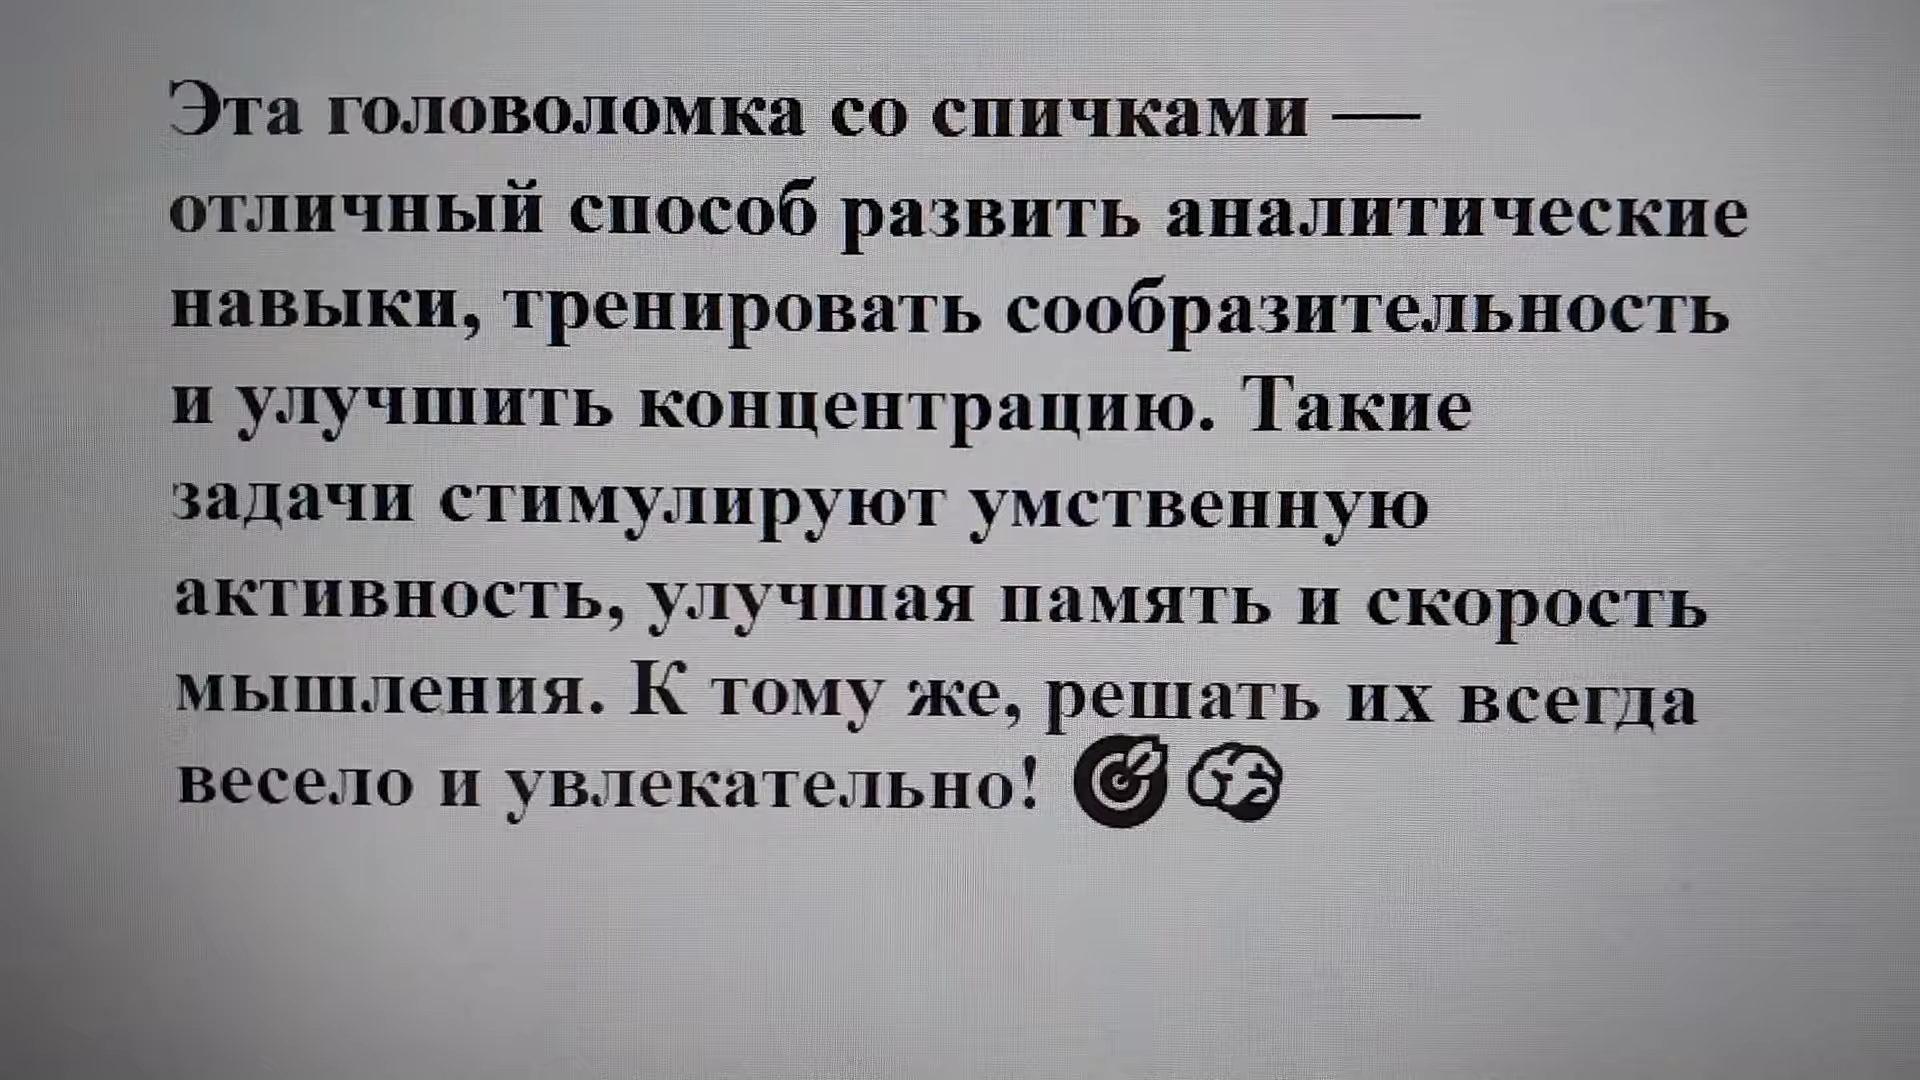 Эта головоломка со спичками —
отличный способ развить аналитические
навыки, тренировать сообразительность
и улучшить концентрацию. Такие
задачи стимулируют умственную
активность, улучшая память и скорость
мышления. К тому же, решать их всегда
весело и увлекательно! 🎯🧠